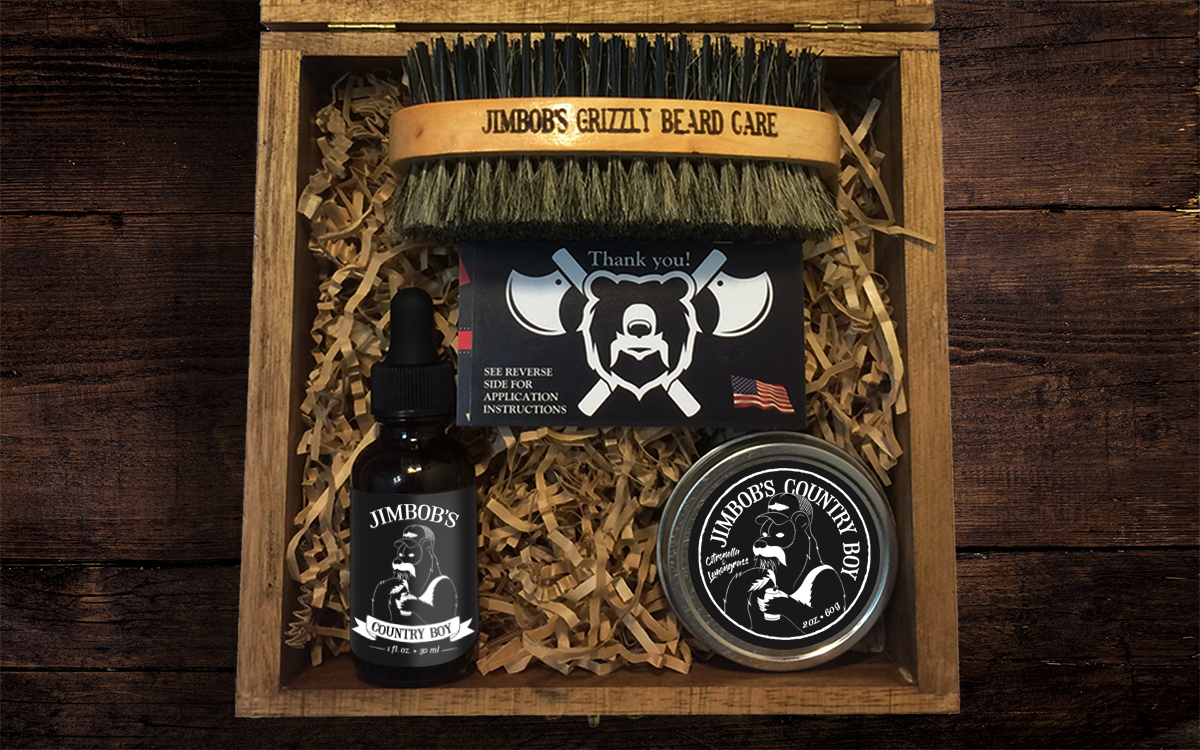 JIMBOB'S GRIZZLY BEARD CARE
Thank you!
SEE REVERSE
SIDE FOR
APPLICATION
INSTRUCTIONS
JIMBOB'S
COUNTRY BOY
1 fl. oz. • 30 ml
JIMBOB'S COUNTRY BOY
Citronella
&
Lemongrass
2 OZ. • 60 g